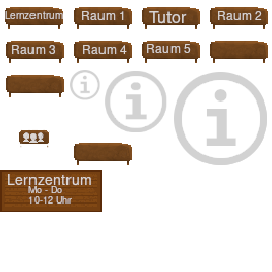 Lernzentrum
Raum 1
Tutor
Raum 2
Raum 3
Raum 4
Raum 5
Lernzentrum
Mo - Do
10-12 Uhr